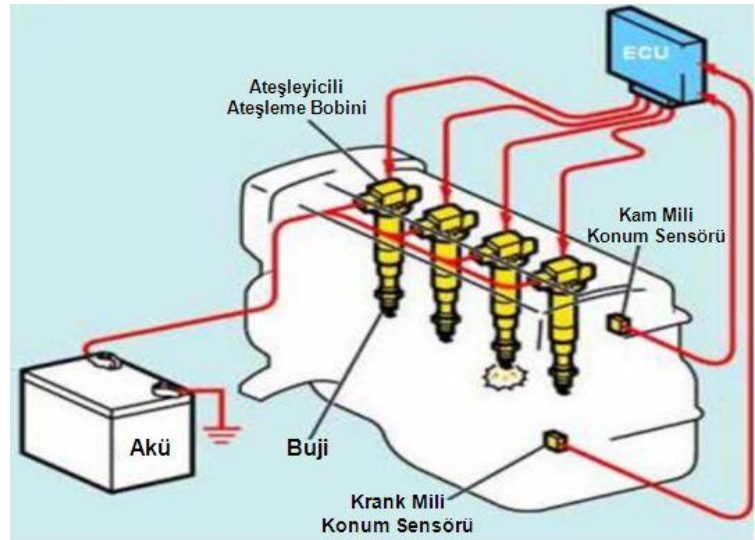 ECU
Ateşleyicili
Ateşleme Bobini
Kam Mili
Konum Sensörü
Akü
Buji
Krank Mili
Konum Sensörü